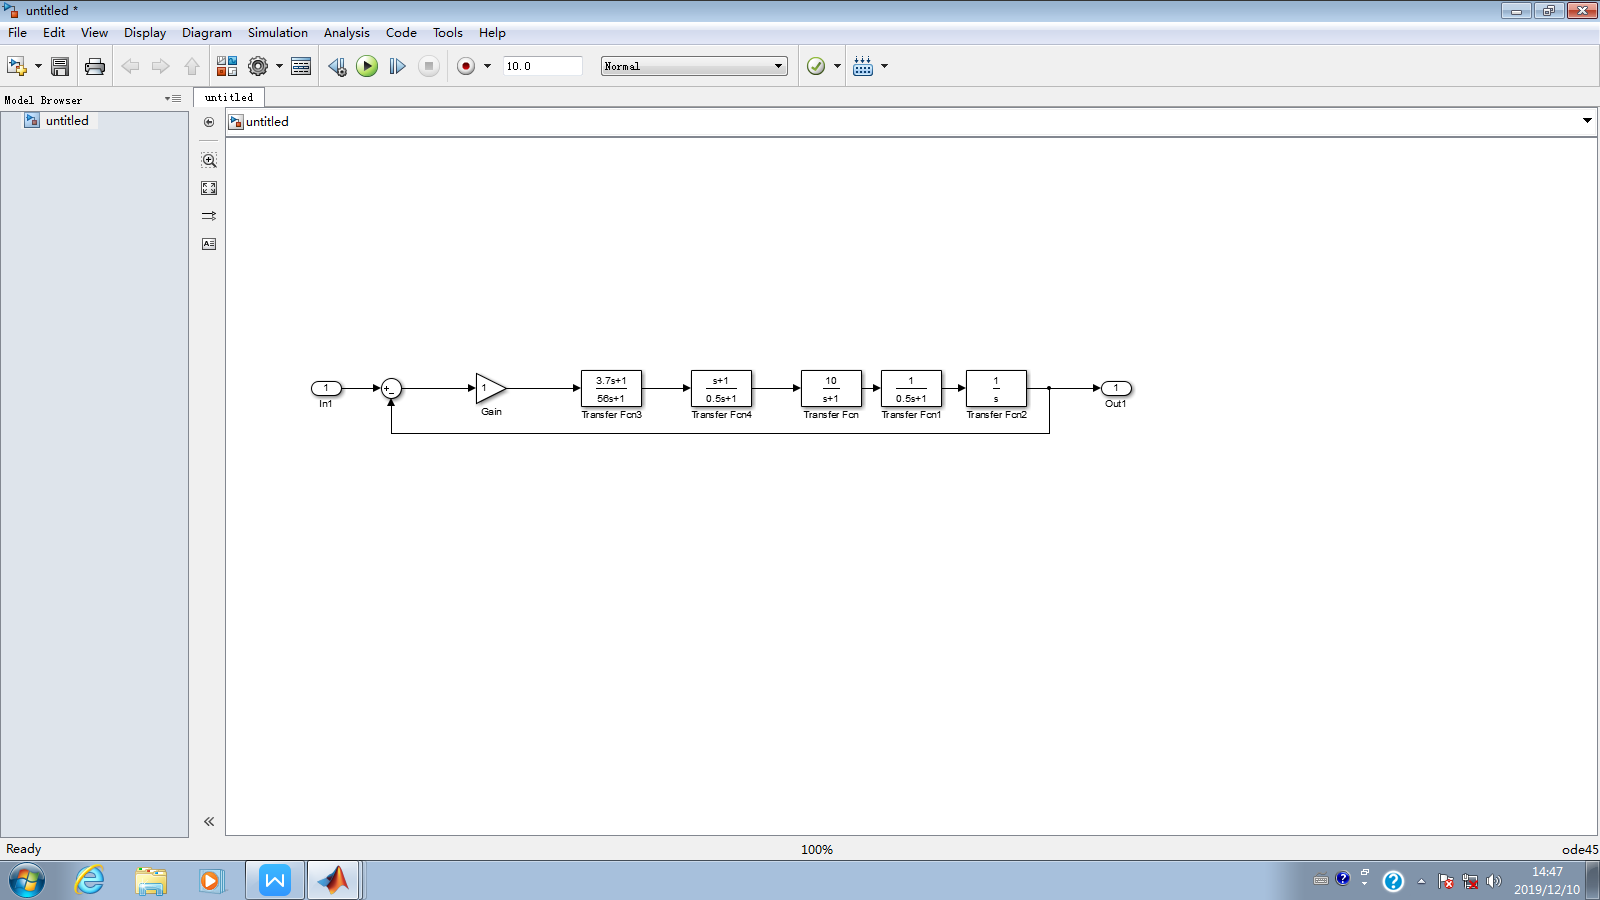 untitled *
File Edit View Display Diagram Simulation Analysis Code Tools Help
10.0 Normal
Model Browser
untitled
untitled
untitled
1
In1
+
-
1
Gain
3.7s+1
56s+1
Transfer Fcn3
s+1
0.5s+1
Transfer Fcn4
10
s+1
Transfer Fcn
1
0.5s+1
Transfer Fcn1
1
s
Transfer Fcn2
1
Out1
Ready 100% ode45
14:47
2019/12/10